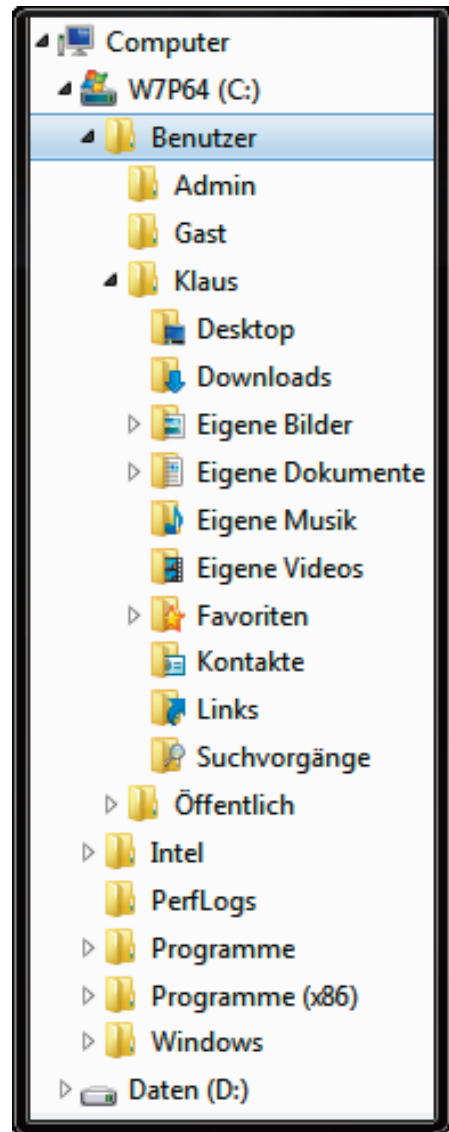 Computer
W7P64 (C:)
Benutzer
Admin
Gast
Klaus
Desktop
Downloads
Eigene Bilder
Eigene Dokumente
Eigene Musik
Eigene Videos
Favoriten
Kontakte
Links
Suchvorgänge
Öffentlich
Intel
PerfLogs
Programme
Programme (x86)
Windows
Daten (D:)